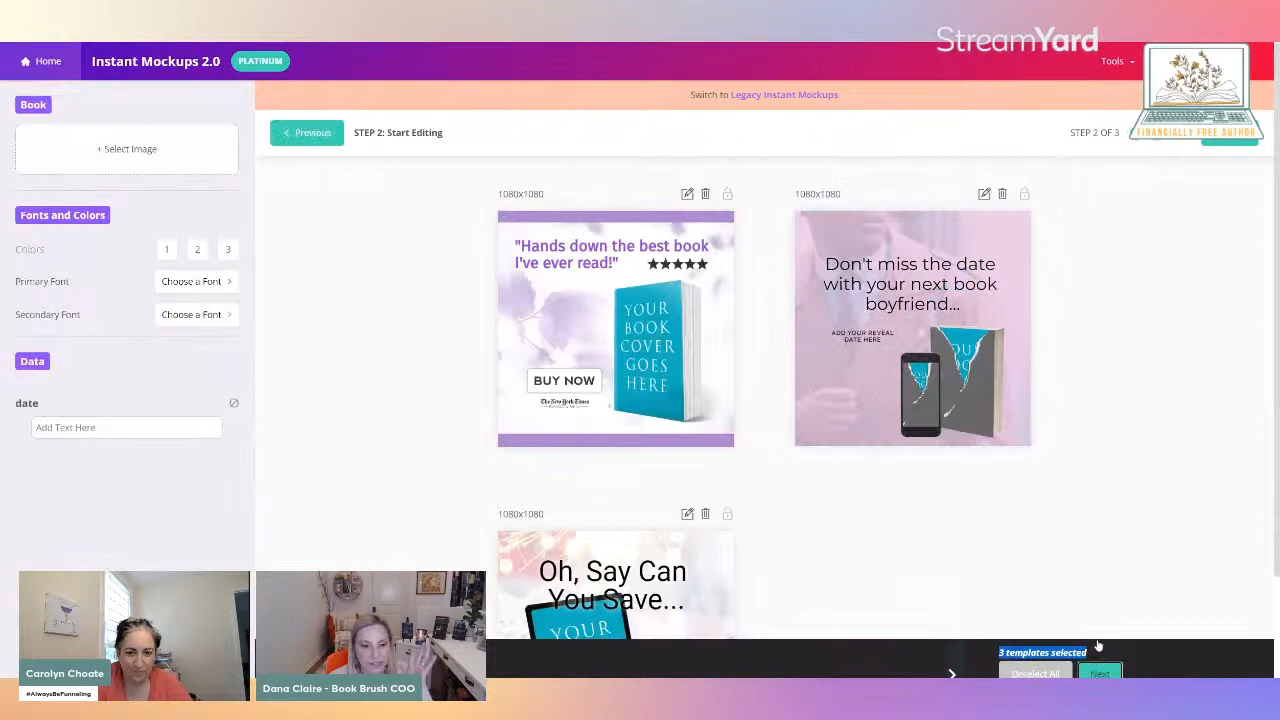 StreamYard
Home
Instant Mockups 2.0
PLATINUM
Tools
Switch to Legacy Instant Mockups
FINANCIALLY FREE AUTHOR
Book
+ Select Image
Previous
STEP 2: Start Editing
STEP 2 OF 3
Fonts and Colors
Colors
1
2
3
Primary Font
Choose a Font
Secondary Font
Choose a Font
Data
date
Add Text Here
1080x1080
"Hands down the best book
I've ever read!"
YOUR
BOOK
COVER
GOES
HERE
BUY NOW
The New York Times
1080x1080
Don't miss the date
with your next book
boyfriend...
ADD YOUR REVEAL
DATE HERE
1080x1080
Oh, Say Can
You Save...
YOUR
3 templates selected
Deselect All
Next
Carolyn Choate
#AlwaysBeFunneling
Dana Claire - Book Brush COO